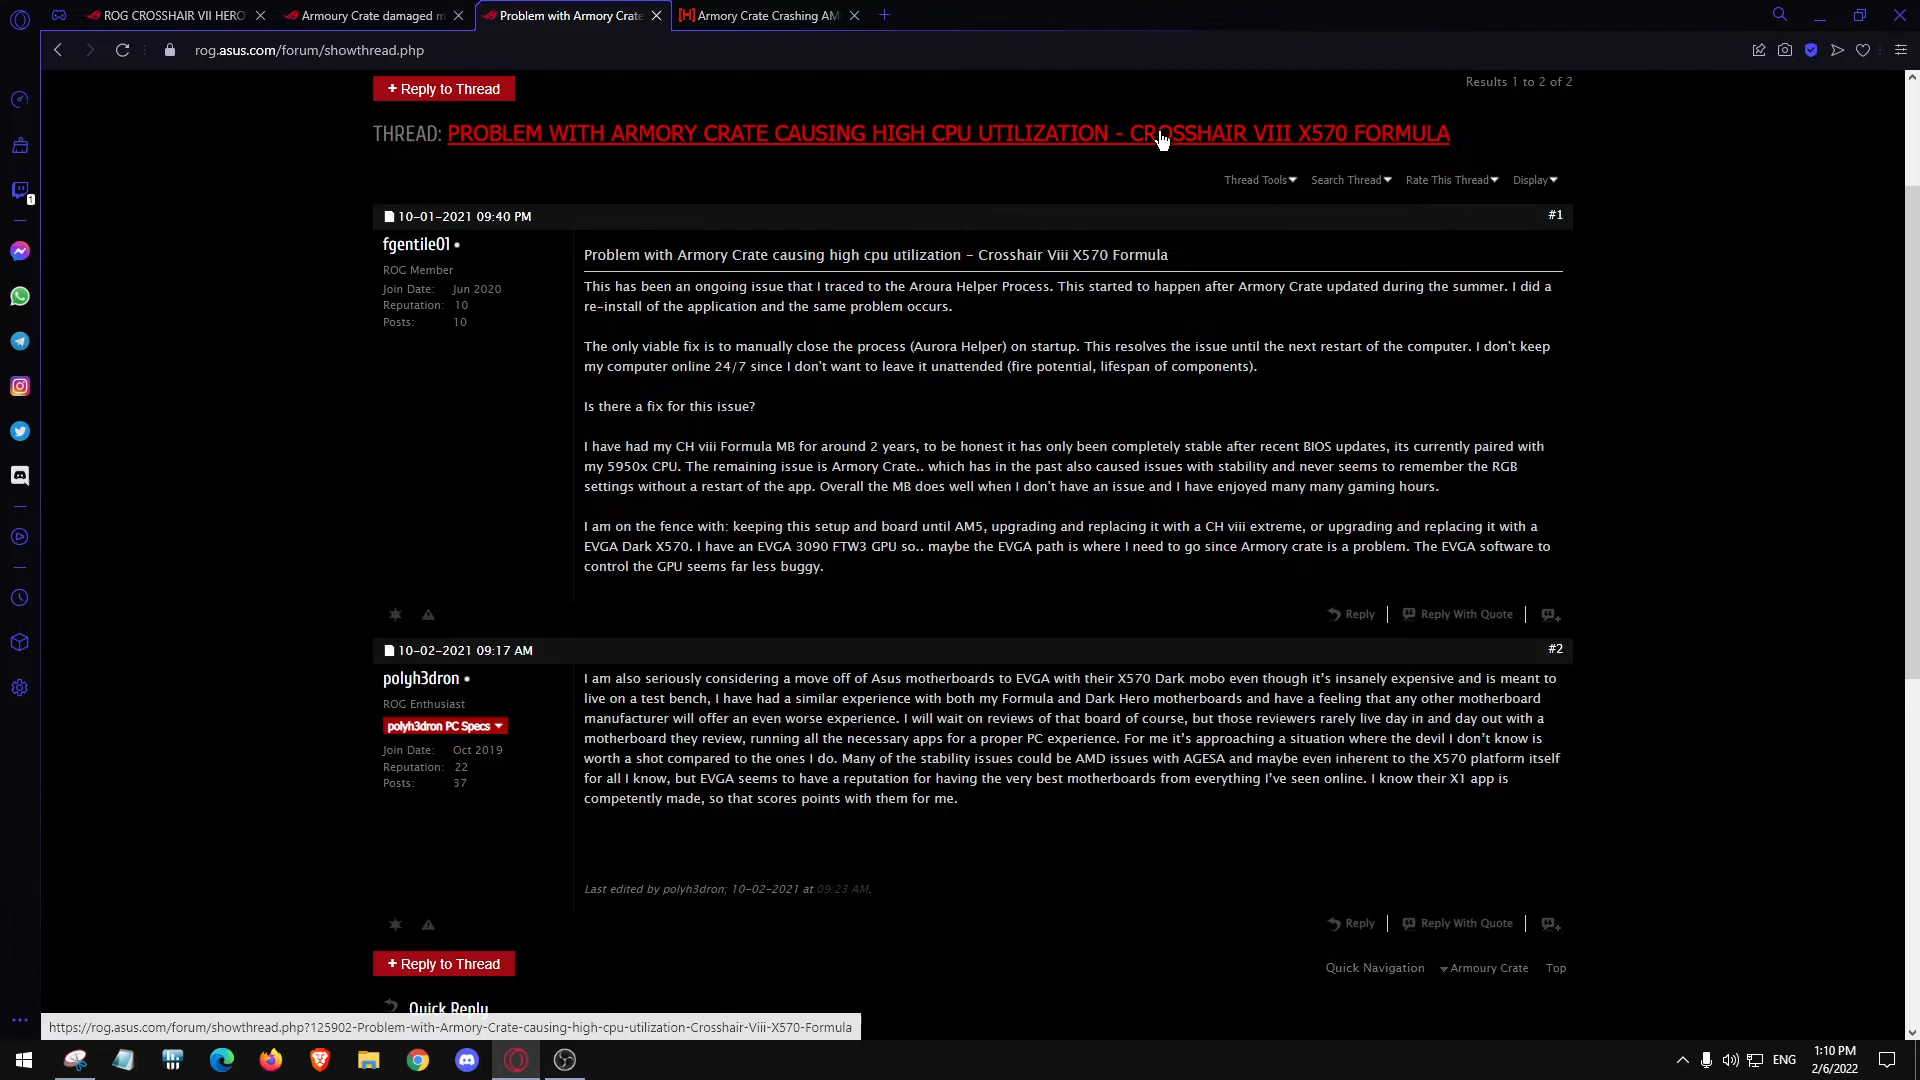 ROG CROSSHAIR VII HERO
Armoury Crate damaged m
Problem with Armory Crate
[H] Armory Crate Crashing AM
rog.asus.com/forum/showthread.php
+ Reply to Thread
Results 1 to 2 of 2
THREAD: PROBLEM WITH ARMORY CRATE CAUSING HIGH CPU UTILIZATION - CROSSHAIR VIII X570 FORMULA
Thread Tools
Search Thread
Rate This Thread
Display
10-01-2021 09:40 PM
#1
fgentile01
ROG Member
Join Date: Jun 2020
Reputation: 10
Posts: 10
Problem with Armory Crate causing high cpu utilization - Crosshair Viii X570 Formula
This has been an ongoing issue that I traced to the Aroura Helper Process. This started to happen after Armory Crate updated during the summer. I did a
re-install of the application and the same problem occurs.
The only viable fix is to manually close the process (Aurora Helper) on startup. This resolves the issue until the next restart of the computer. I don't keep
my computer online 24/7 since I don't want to leave it unattended (fire potential, lifespan of components).
Is there a fix for this issue?
I have had my CH viii Formula MB for around 2 years, to be honest it has only been completely stable after recent BIOS updates, its currently paired with
my 5950x CPU. The remaining issue is Armory Crate.. which has in the past also caused issues with stability and never seems to remember the RGB
settings without a restart of the app. Overall the MB does well when I don't have an issue and I have enjoyed many many gaming hours.
I am on the fence with: keeping this setup and board until AM5, upgrading and replacing it with a CH viii extreme, or upgrading and replacing it with a
EVGA Dark X570. I have an EVGA 3090 FTW3 GPU so.. maybe the EVGA path is where I need to go since Armory crate is a problem. The EVGA software to
control the GPU seems far less buggy.
Reply
Reply With Quote
10-02-2021 09:17 AM
#2
polyh3dron
ROG Enthusiast
polyh3dron PC Specs
Join Date: Oct 2019
Reputation: 22
Posts: 37
I am also seriously considering a move off of Asus motherboards to EVGA with their X570 Dark mobo even though it's insanely expensive and is meant to
live on a test bench, I have had a similar experience with both my Formula and Dark Hero motherboards and have a feeling that any other motherboard
manufacturer will offer an even worse experience. I will wait on reviews of that board of course, but those reviewers rarely live day in and day out with a
motherboard they review, running all the necessary apps for a proper PC experience. For me it's approaching a situation where the devil I don't know is
worth a shot compared to the ones I do. Many of the stability issues could be AMD issues with AGESA and maybe even inherent to the X570 platform itself
for all I know, but EVGA seems to have a reputation for having the very best motherboards from everything I've seen online. I know their X1 app is
competently made, so that scores points with them for me.
Last edited by polyh3dron; 10-02-2021 at 09:23 AM.
Reply
Reply With Quote
+ Reply to Thread
Quick Navigation
Armoury Crate
Top
Quick Reply
https://rog.asus.com/forum/showthread.php?125902-Problem-with-Armory-Crate-causing-high-cpu-utilization-Crosshair-Viii-X570-Formula
1
ENG
1:10 PM
2/6/2022